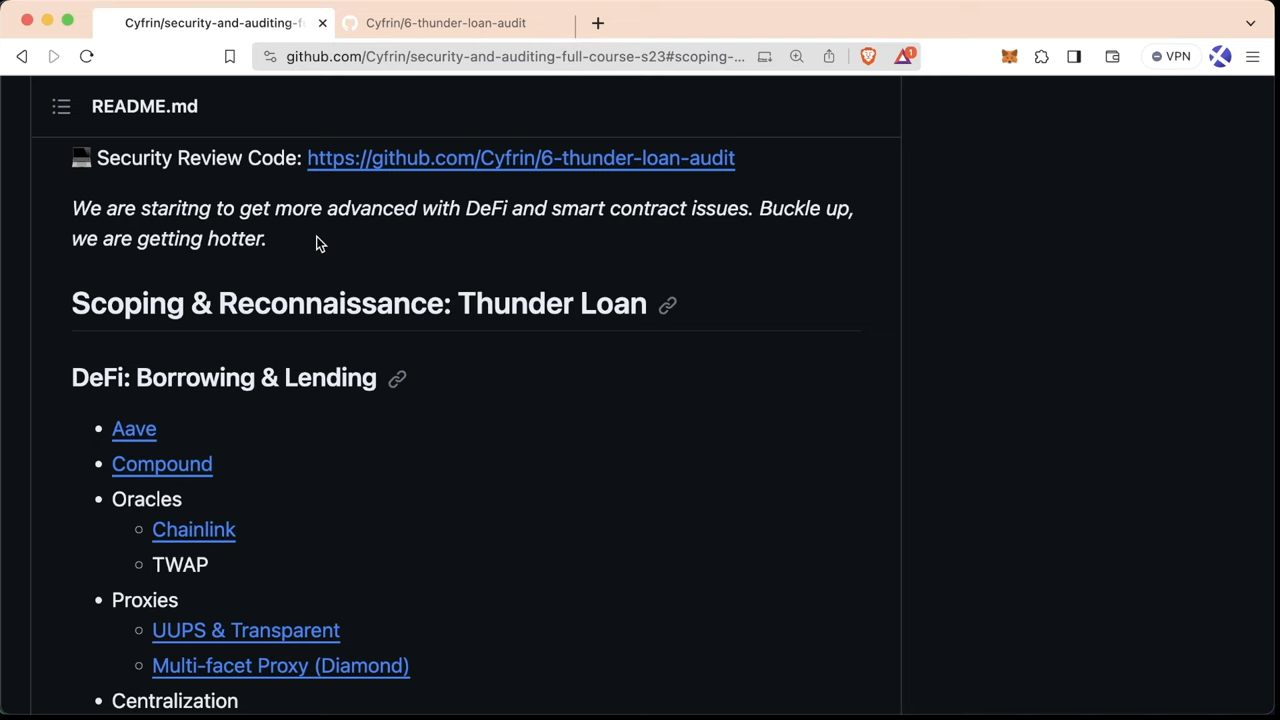 Cyfrin/security-and-auditing-f
Cyfrin/6-thunder-loan-audit
github.com/Cyfrin/security-and-auditing-full-course-s23#scoping-...
1
VPN
README.md
Security Review Code: https://github.com/Cyfrin/6-thunder-loan-audit
We are staritng to get more advanced with DeFi and smart contract issues. Buckle up,
we are getting hotter.
Scoping & Reconnaissance: Thunder Loan
DeFi: Borrowing & Lending
• Aave
• Compound
• Oracles
○ Chainlink
○ TWAP
• Proxies
○ UUPS & Transparent
○ Multi-facet Proxy (Diamond)
• Centralization